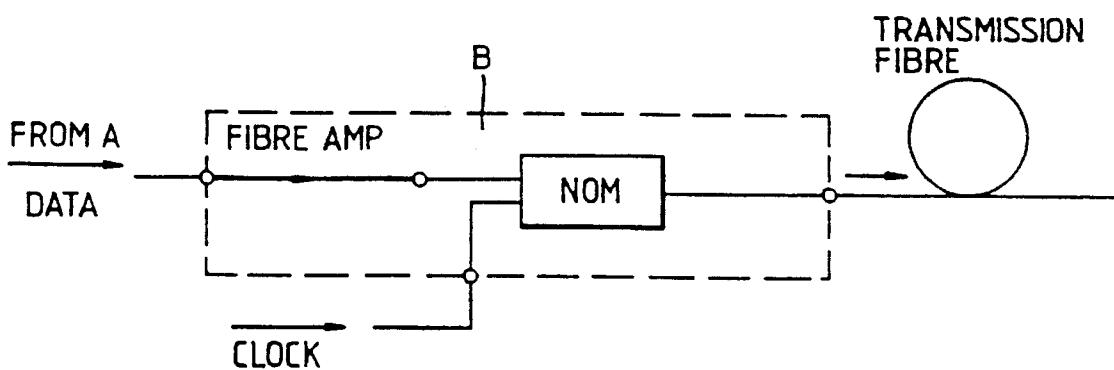 TRANSMISSION
FIBRE
B
FROM A
DATA
FIBRE AMP
NOM
CLOCK